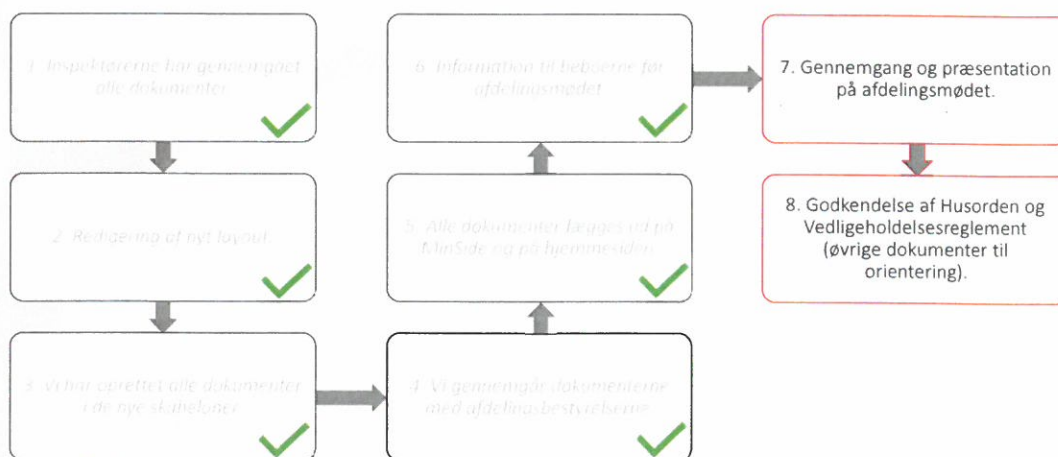 1. Inspektørerne har gennemgået
alle dokumenter
2. Redigering af nyt layout.
3. Vi har oprettet alle dokumenter
i de nye skabeloner
4. Vi gennemgår dokumenterne
med afdelingsbestyrelserne
5. Alle dokumenter lægges ud på
MinSide og på hjemmesiden
6. Information til beboerne før
afdelingsmødet
7. Gennemgang og præsentation
på afdelingsmødet.
8. Godkendelse af Husorden og
Vedligeholdelsesreglement
(øvrige dokumenter til
orientering).